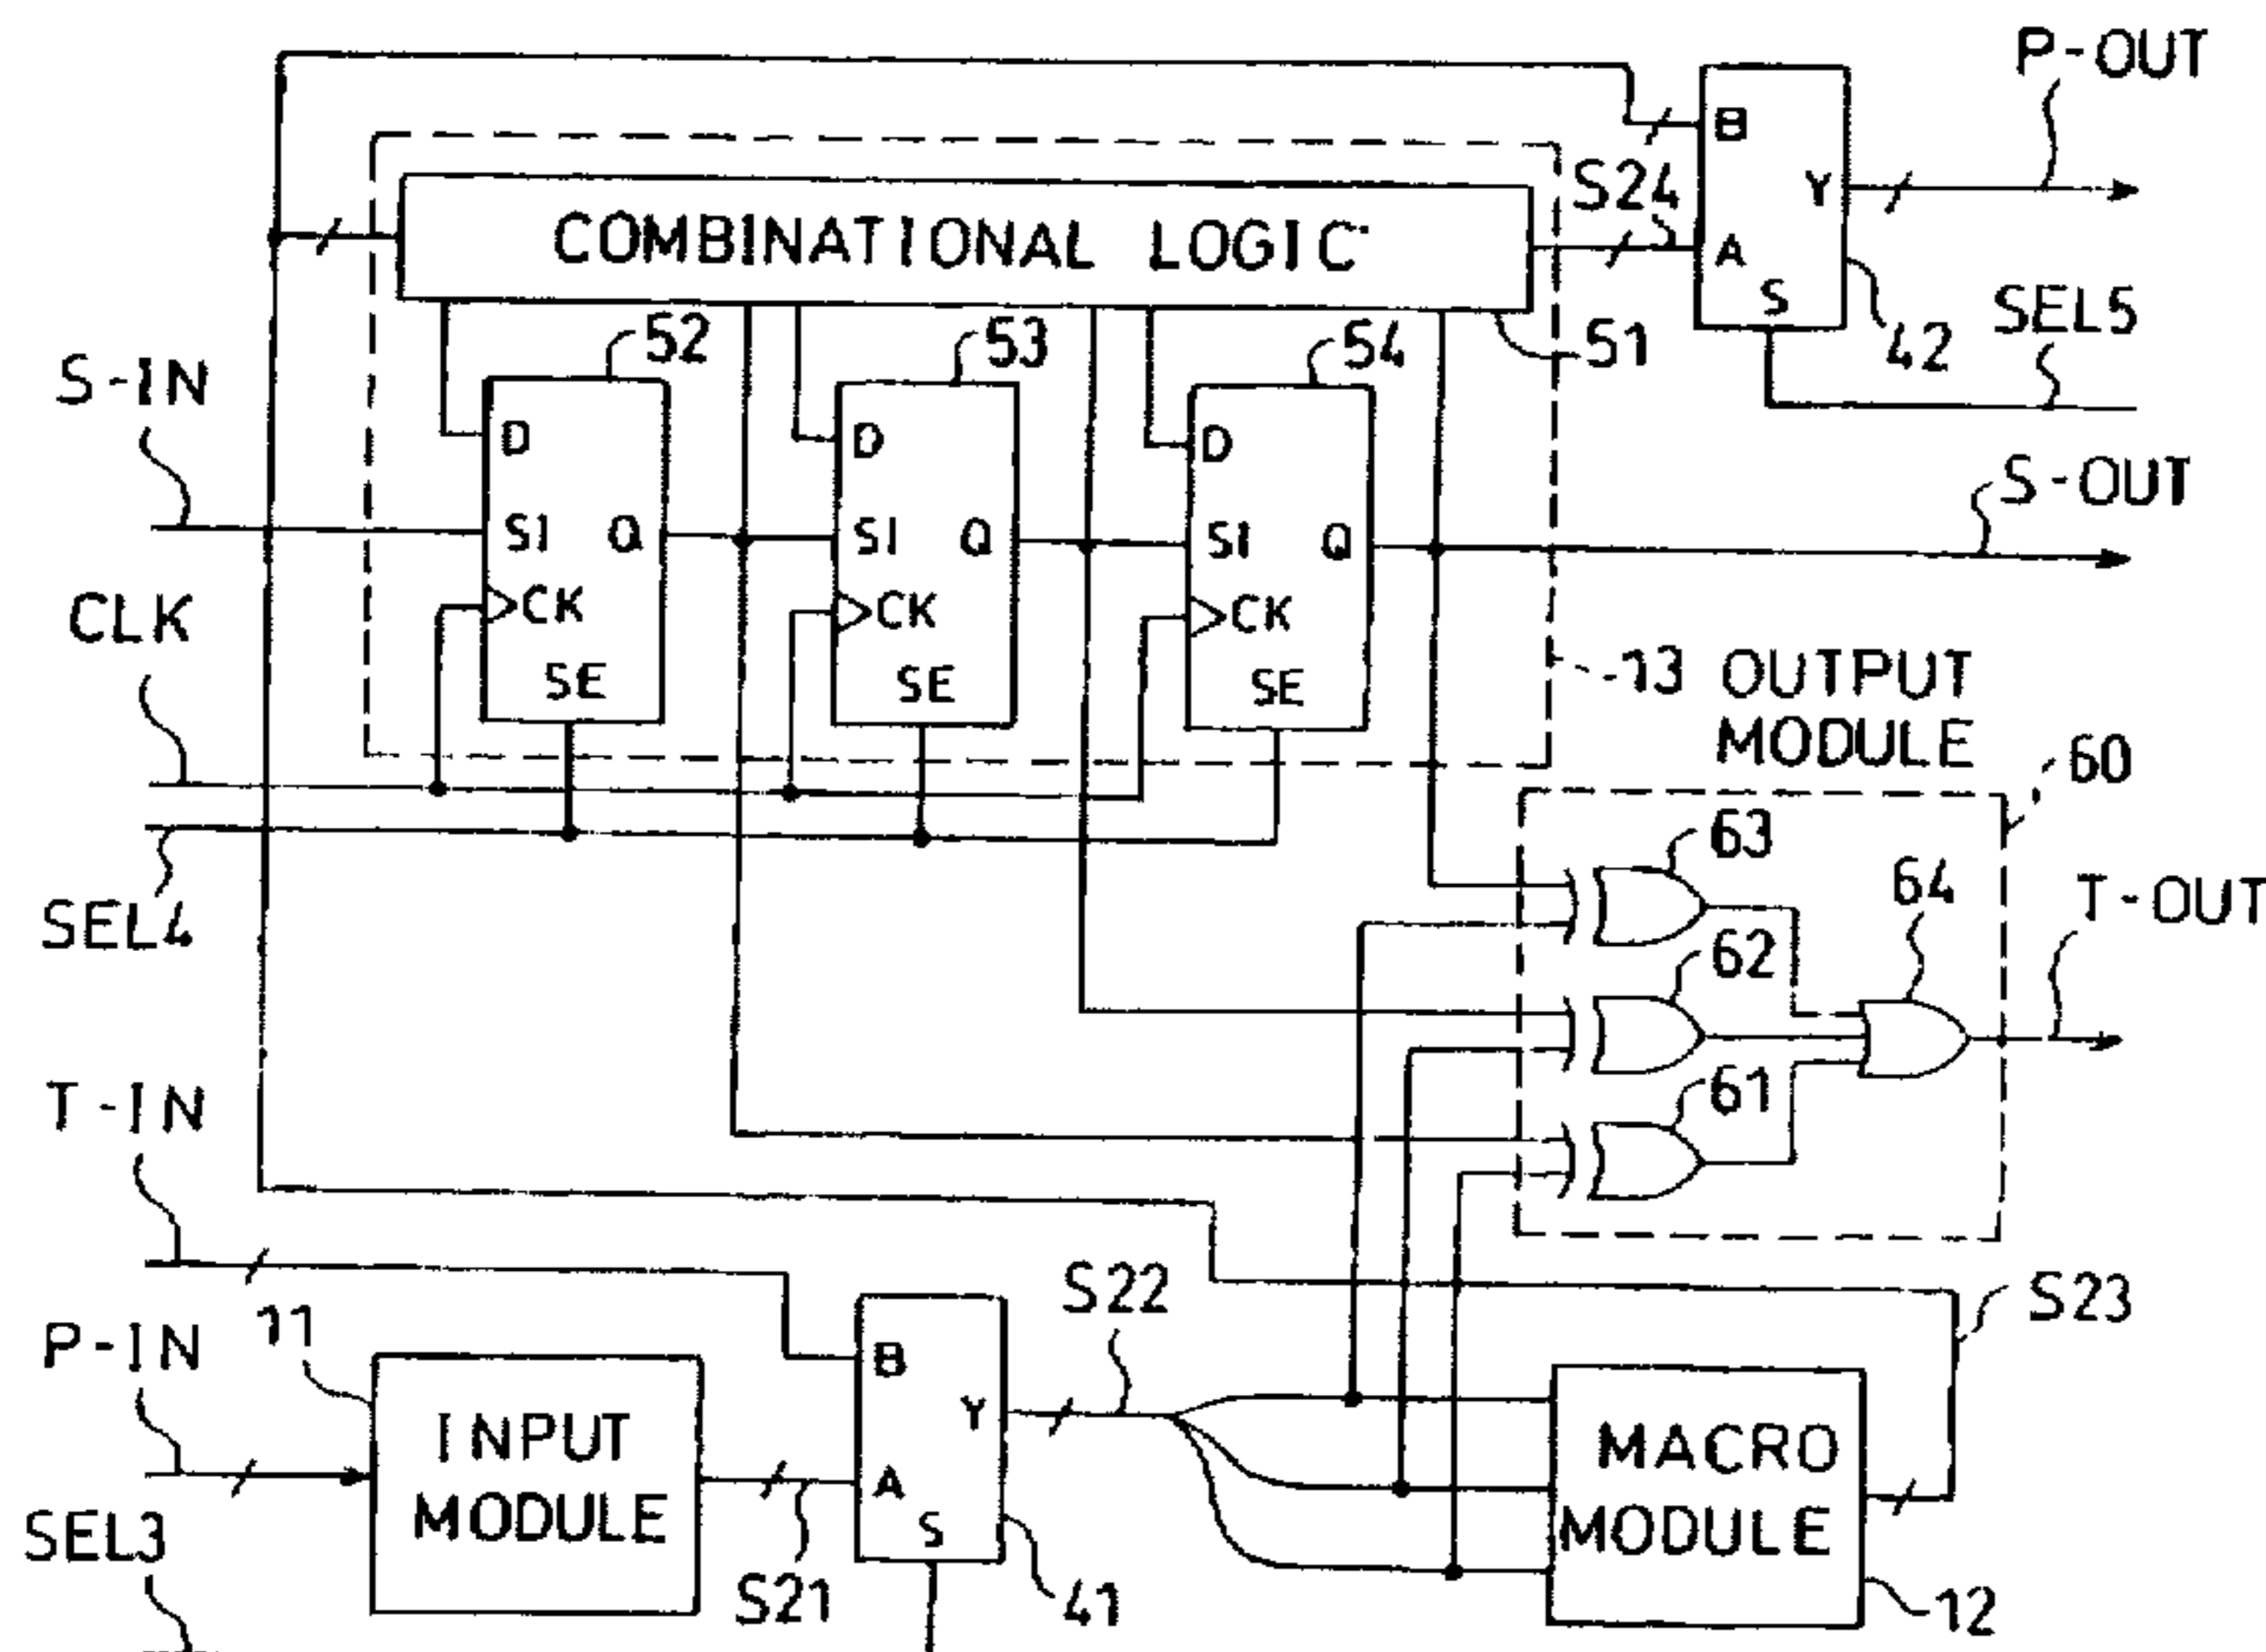 P-OUT
B
S24
Y
COMBINATIONAL LOGIC
A
S
SEL5
52
53
54
51
42
S-IN
D
D
D
S-OUT
SI
Q
SI
Q
SI
Q
CLK
CK
CK
CK
SE
SE
SE
13 OUTPUT
MODULE
60
63
64
T-OUT
SEL4
62
T-IN
61
S22
S23
P-IN
11
B
INPUT
MODULE
Y
MACRO
MODULE
A
SEL3
S
S21
41
12